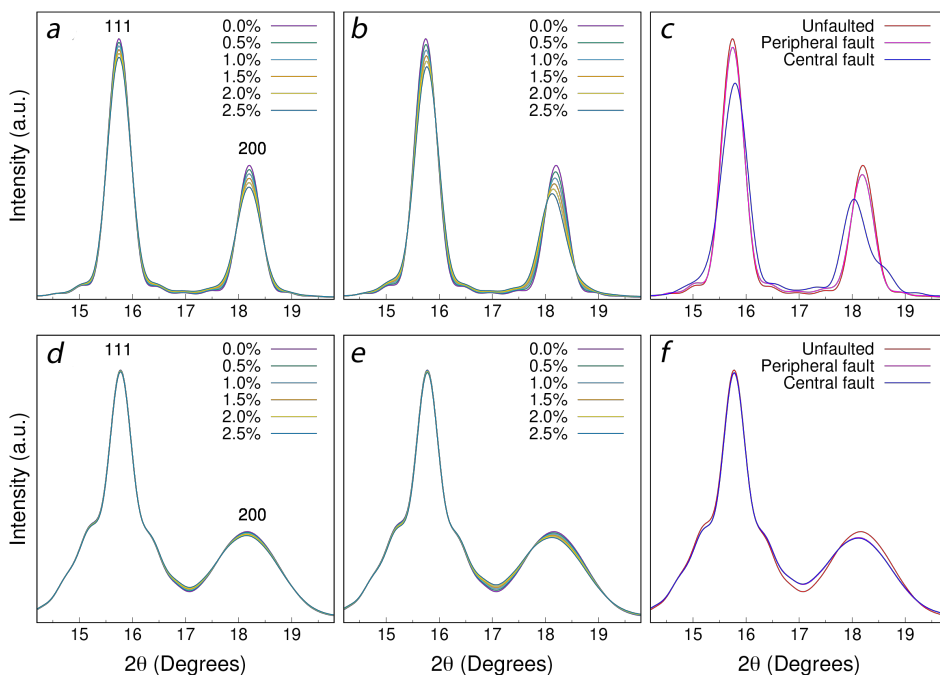 a
111
200
0.0%
0.5%
1.0%
1.5%
2.0%
2.5%
Intensity (a.u.)
15 16 17 18 19
b
0.0%
0.5%
1.0%
1.5%
2.0%
2.5%
15 16 17 18 19
c
Unfaulted
Peripheral fault
Central fault
15 16 17 18 19
d
111
200
0.0%
0.5%
1.0%
1.5%
2.0%
2.5%
Intensity (a.u.)
15 16 17 18 19
2θ (Degrees)
e
0.0%
0.5%
1.0%
1.5%
2.0%
2.5%
15 16 17 18 19
2θ (Degrees)
f
Unfaulted
Peripheral fault
Central fault
15 16 17 18 19
2θ (Degrees)